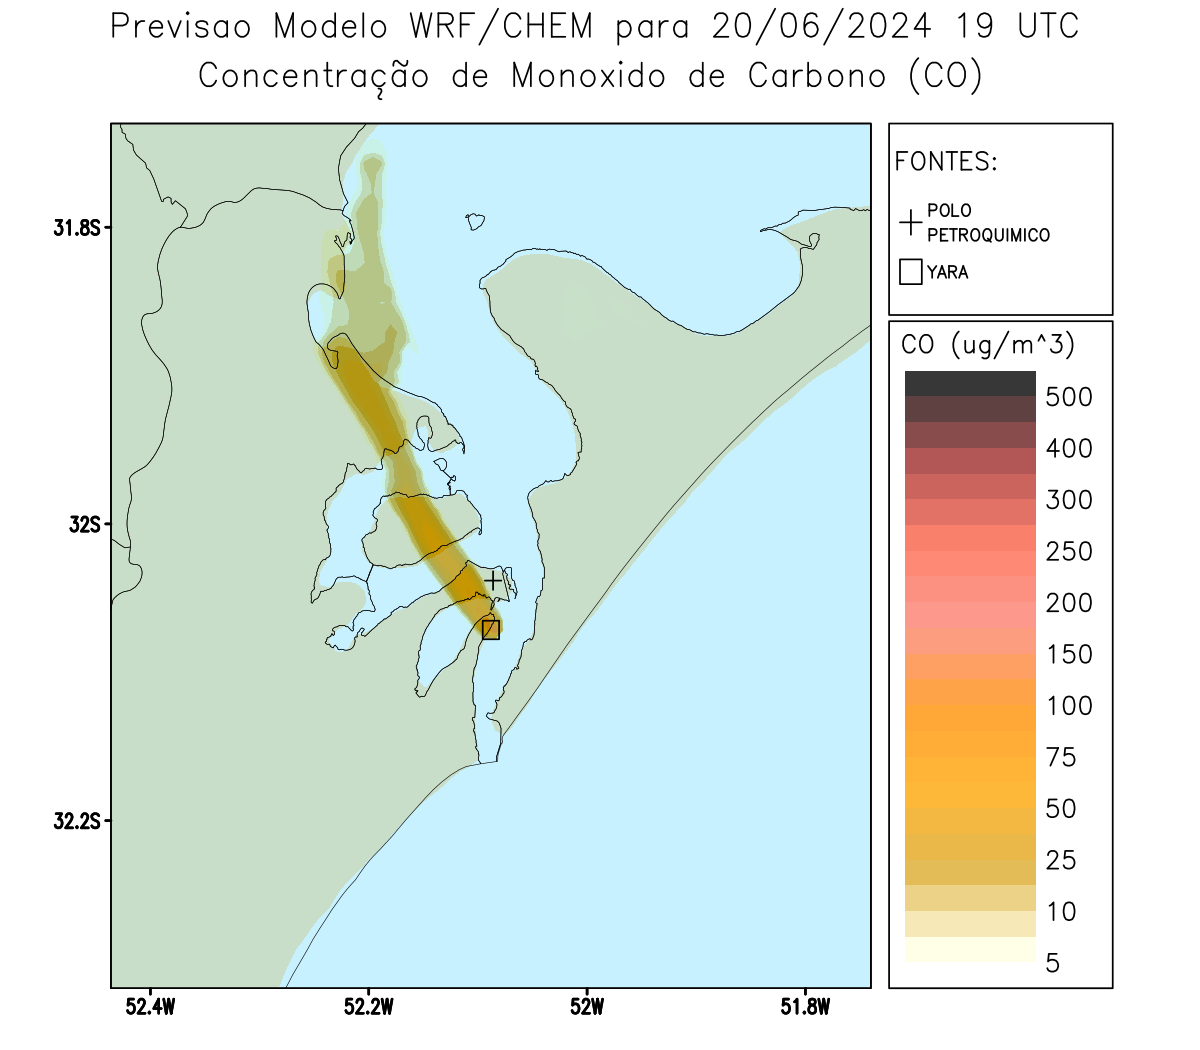 Previsao Modelo WRF/CHEM para 20/06/2024 19 UTC
Concentração de Monoxido de Carbono (CO)
FONTES:
POLO
PETROQUIMICO
YARA
CO (ug/m^3)
500
400
300
250
200
150
100
75
50
25
10
5
31.8S
32S
32.2S
52.4W
52.2W
52W
51.8W